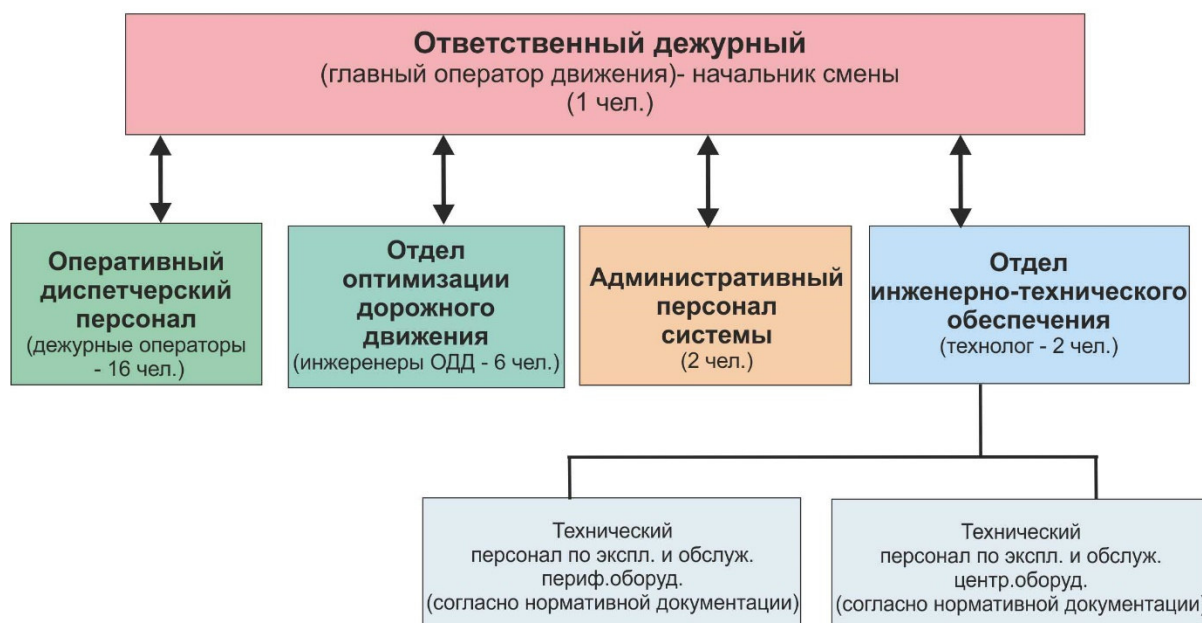 Ответственный дежурный
(главный оператор движения)- начальник смены
(1 чел.)
Оперативный
диспетчерский
персонал
(дежурные операторы
- 16 чел.)
Отдел
оптимизации
дорожного
движения
(инжеренеры ОДД - 6 чел.)
Административный
персонал
системы
(2 чел.)
Отдел
инженерно-технического
обеспечения
(технолог - 2 чел.)
Технический
персонал по экспл. и обслуж.
периф.оборуд.
(согласно нормативной документации)
Технический
персонал по экспл. и обслуж.
центр.оборуд.
(согласно нормативной документации)